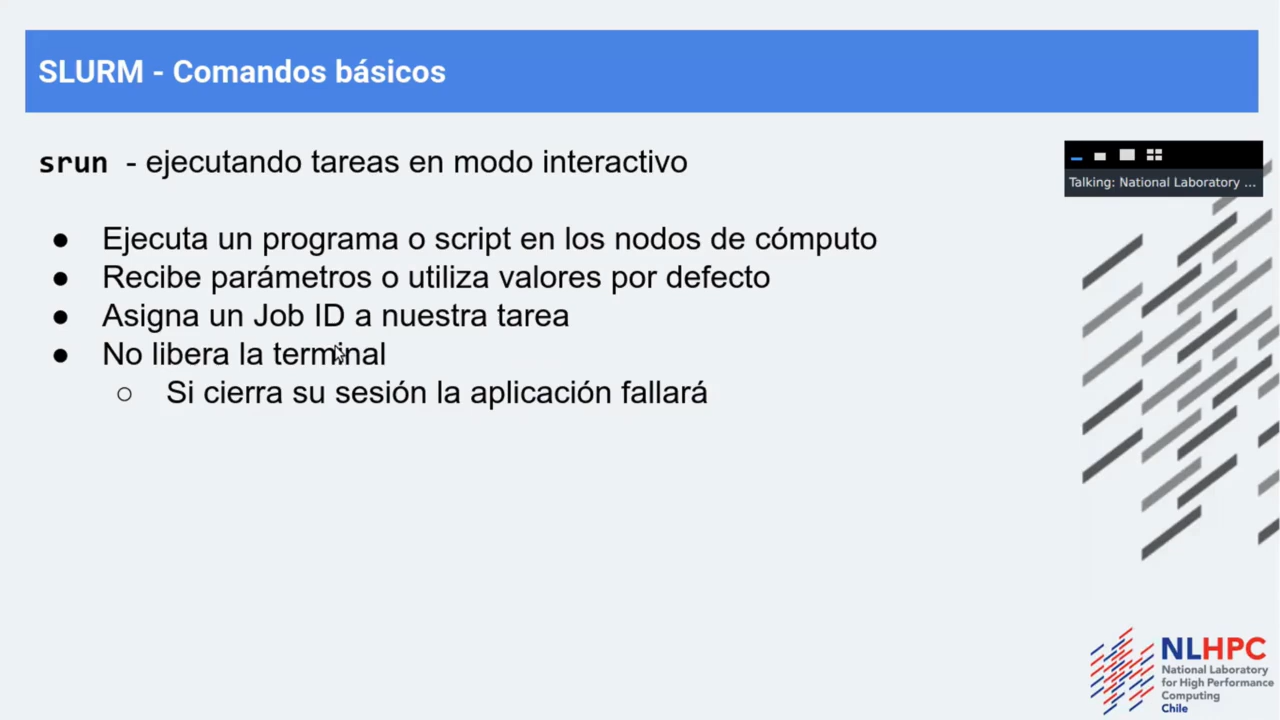 SLURM - Comandos básicos
srun - ejecutando tareas en modo interactivo
Talking: National Laboratory ...
● Ejecuta un programa o script en los nodos de cómputo
● Recibe parámetros o utiliza valores por defecto
● Asigna un Job ID a nuestra tarea
● No libera la terminal
○ Si cierra su sesión la aplicación fallará
NLHPC
National Laboratory
for High Performance
Computing
Chile